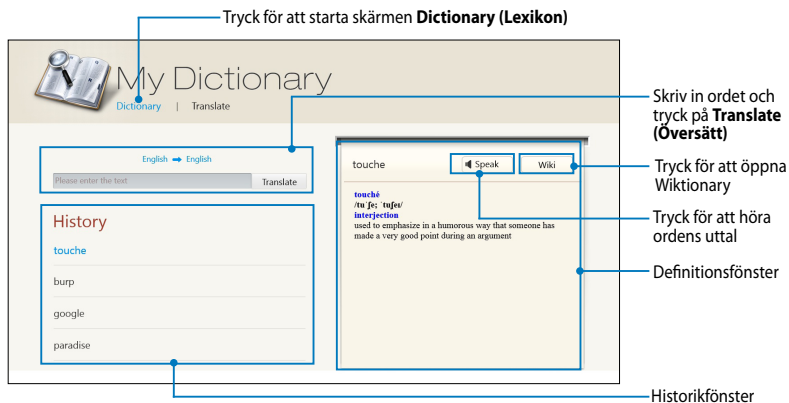 Tryck för att starta skärmen Dictionary (Lexikon)
My Dictionary
Dictionary | Translate
English ➡ English
Please enter the text
Translate
History
touche
burp
google
paradise
touche
Speak
Wiki
touché
/tuˈʃe; ˈtuʃeɪ/
interjection
used to emphasize in a humorous way that someone has
made a very good point during an argument
Skriv in ordet och
tryck på Translate
(Översätt)
Tryck för att öppna
Wiktionary
Tryck för att höra
ordens uttal
Definitionsfönster
Historikfönster